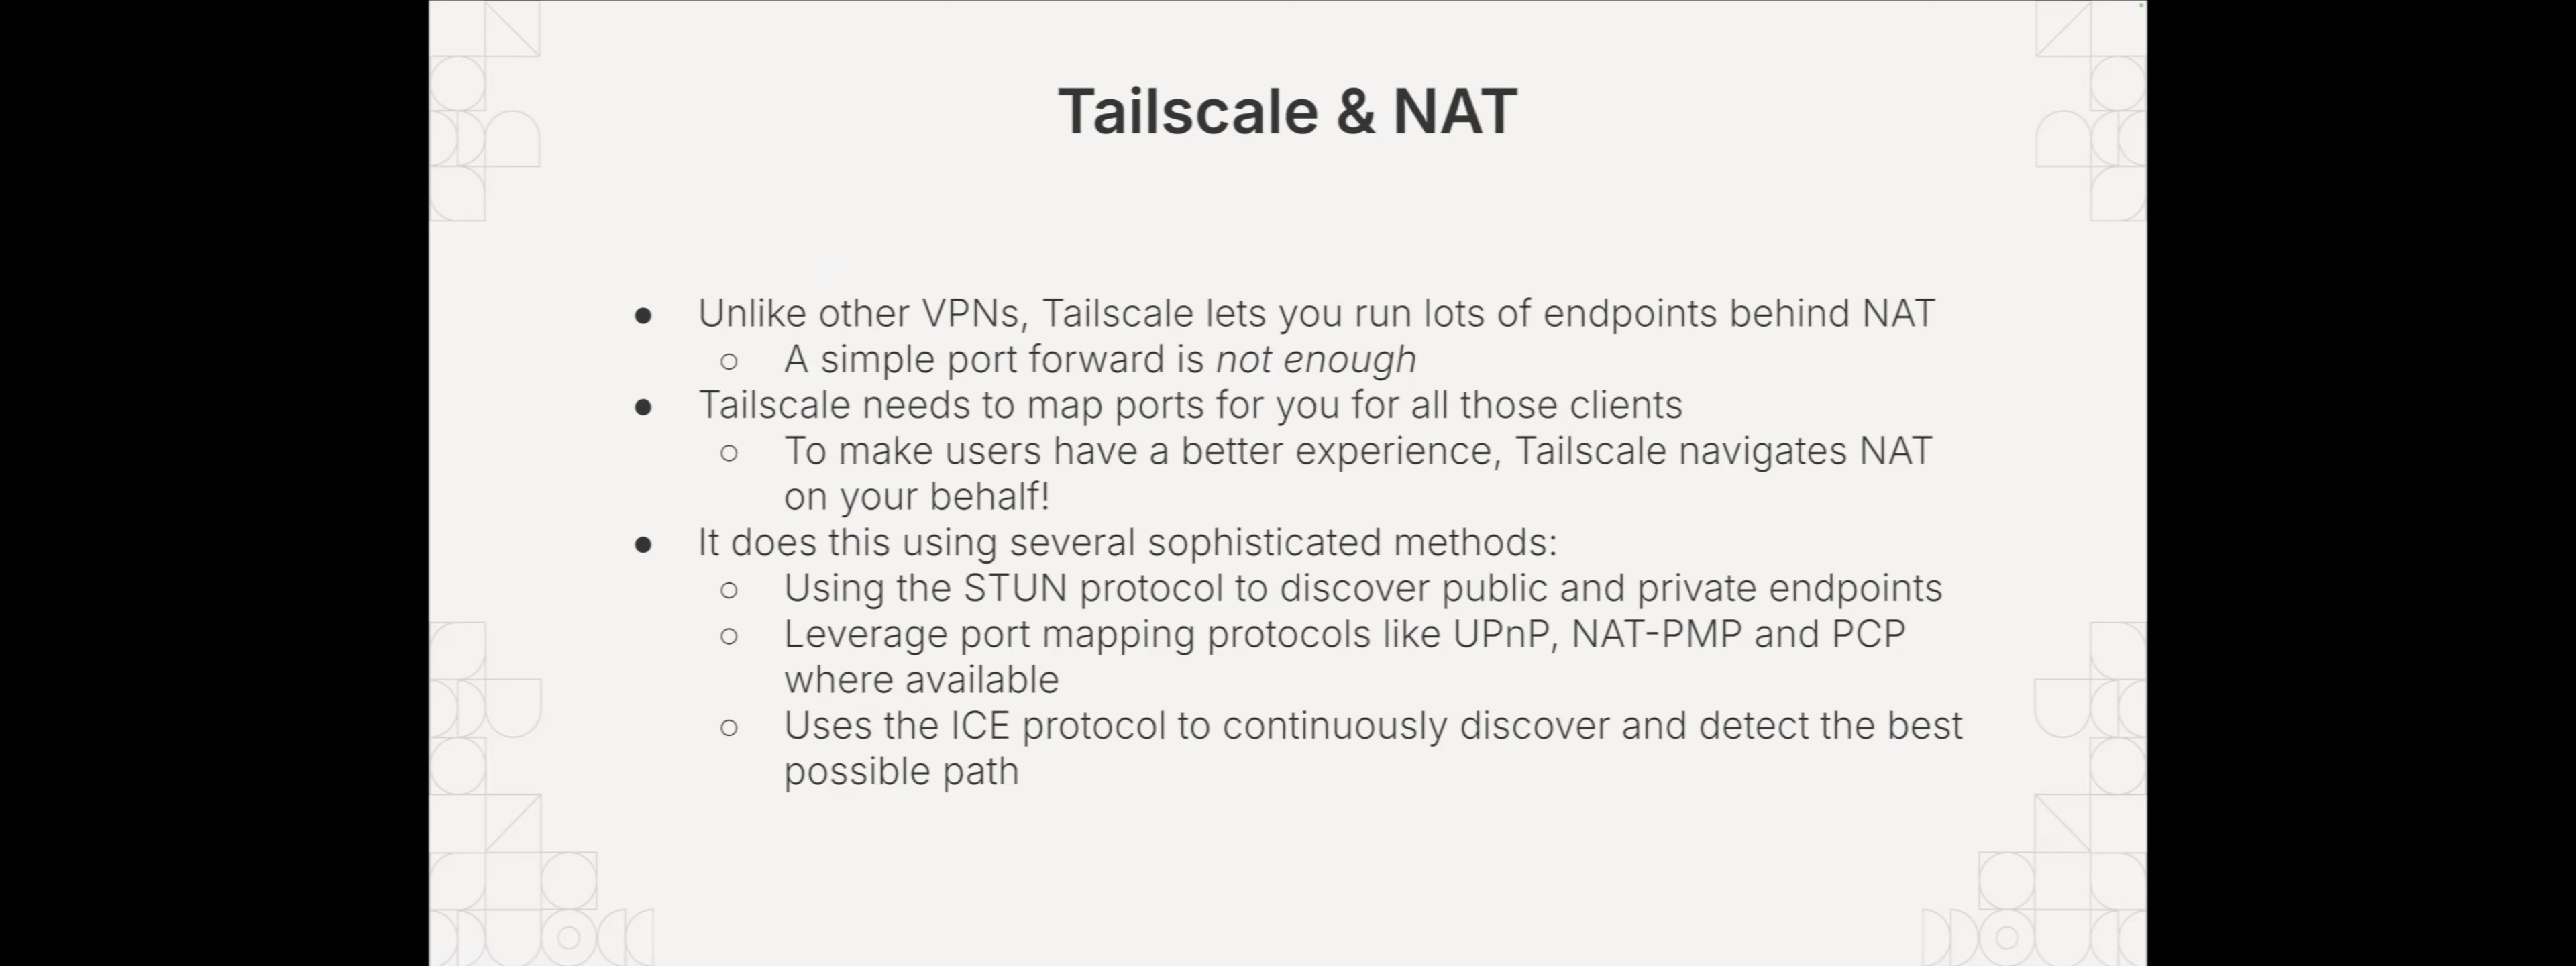 Tailscale & NAT
● Unlike other VPNs, Tailscale lets you run lots of endpoints behind NAT
○ A simple port forward is not enough
● Tailscale needs to map ports for you for all those clients
○ To make users have a better experience, Tailscale navigates NAT
on your behalf!
● It does this using several sophisticated methods:
○ Using the STUN protocol to discover public and private endpoints
○ Leverage port mapping protocols like UPnP, NAT-PMP and PCP
where available
○ Uses the ICE protocol to continuously discover and detect the best
possible path